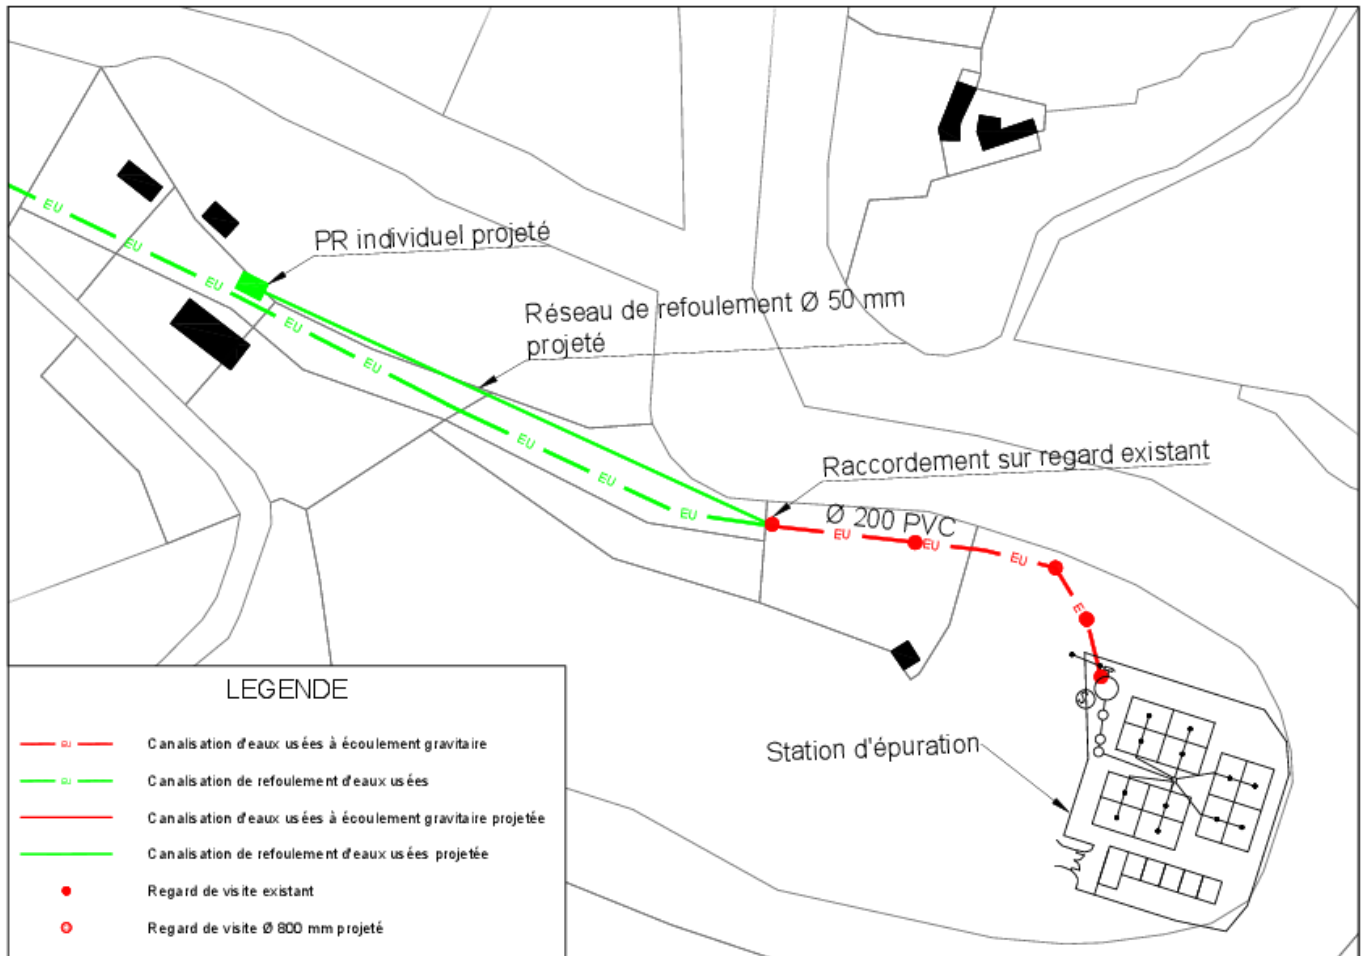 EU
EU
PR individuel projeté
EU
EU
Réseau de refoulement Ø 50 mm
projeté
EU
EU
EU
EU
Raccordement sur regard existant
Ø 200 PVC
EU
EU
EU
Station d'épuration
LEGENDE
EU Canalisation d'eaux usées à écoulement gravitaire
EU Canalisation de refoulement d'eaux usées
Canalisation d'eaux usées à écoulement gravitaire projetée
Canalisation de refoulement d'eaux usées projetée
Regard de visite existant
Regard de visite Ø 800 mm projeté